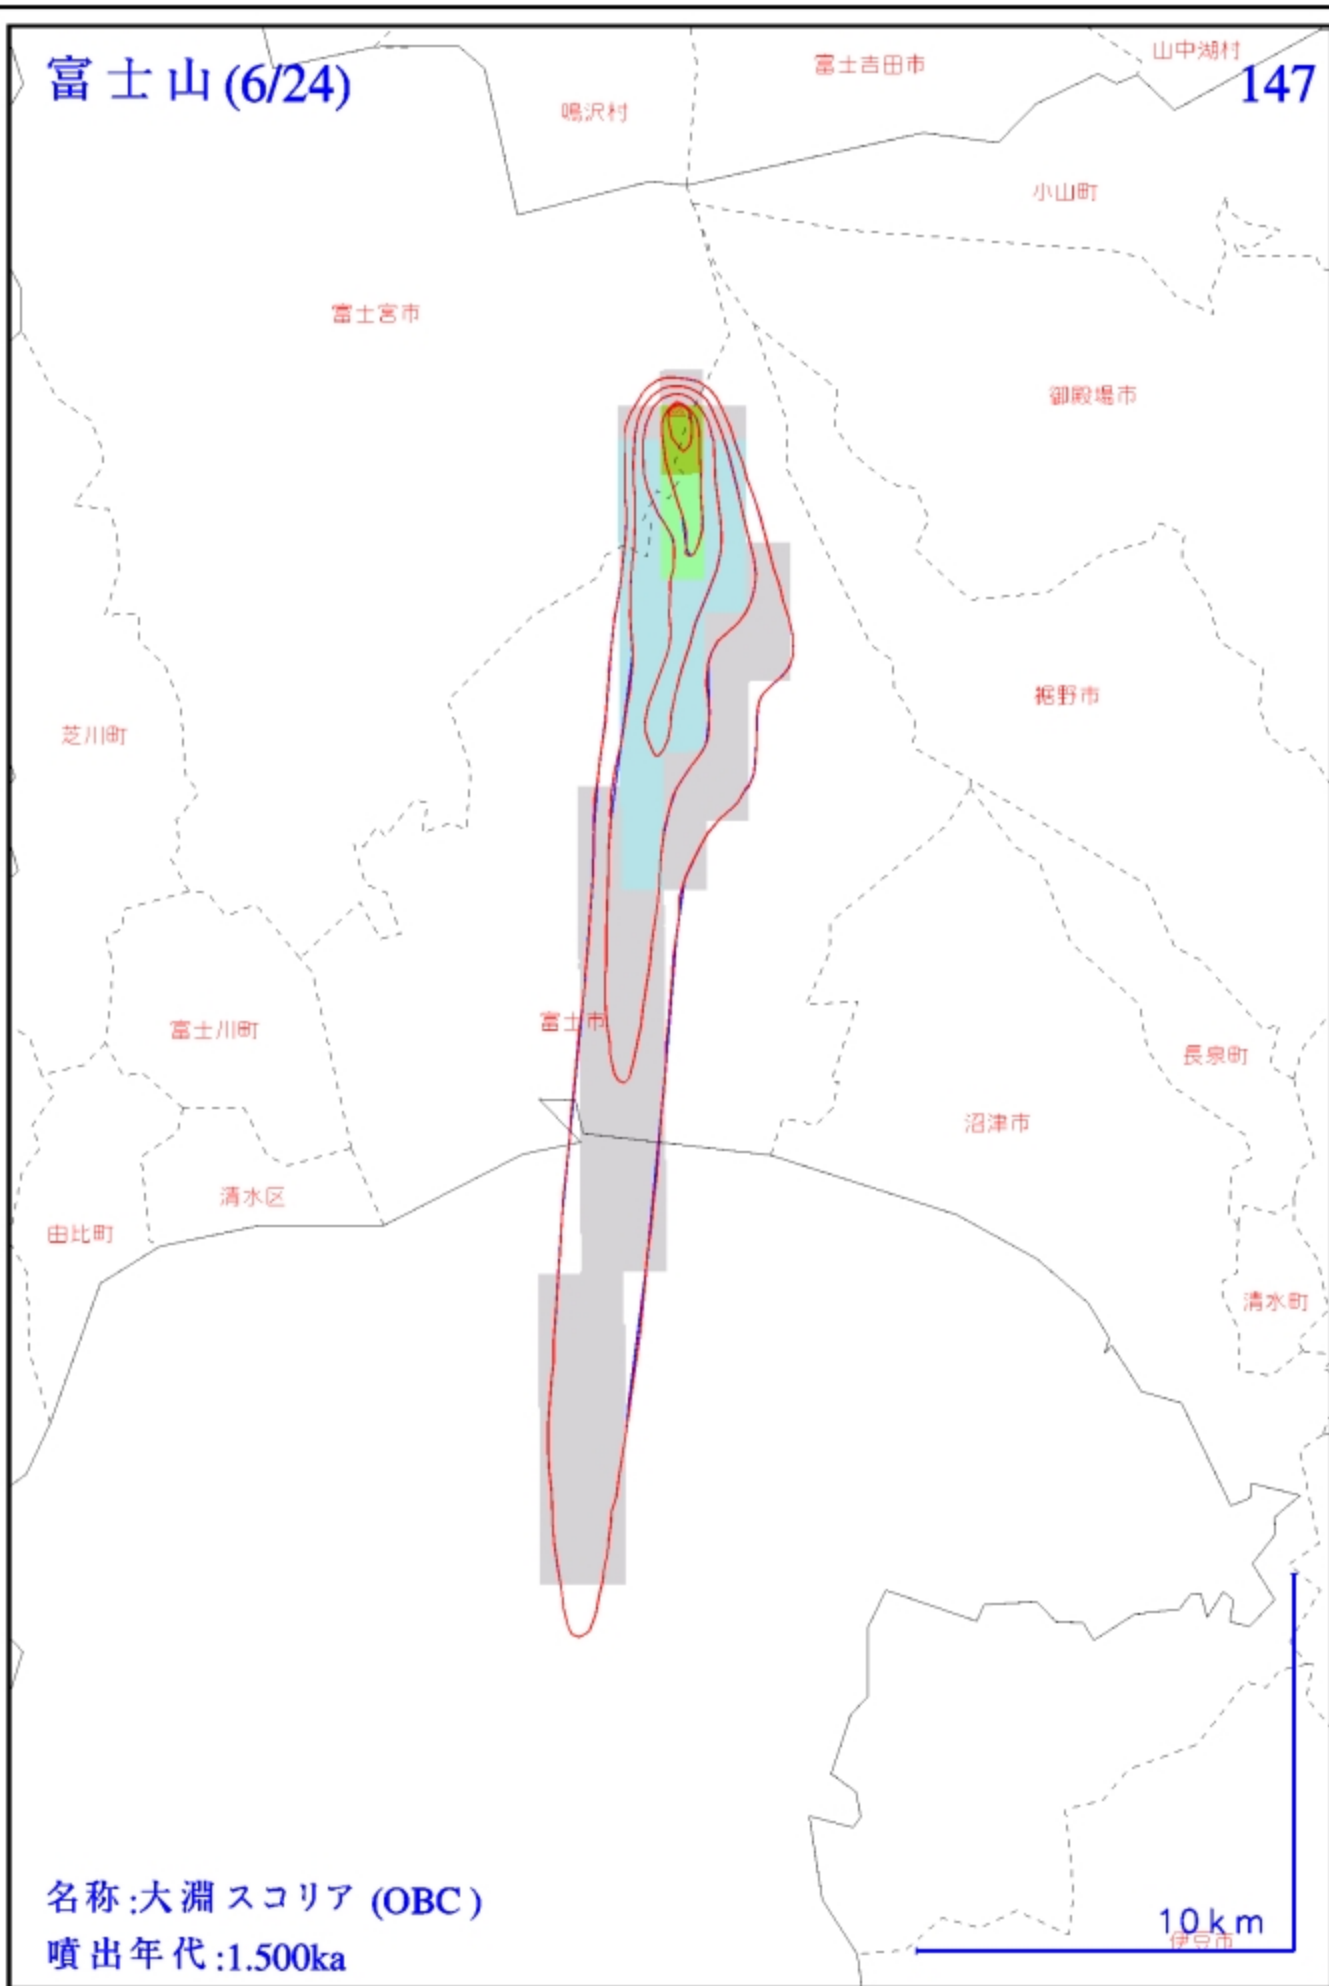 富士山(6/24)
147
山中湖村
富士吉田市
鳴沢村
小山町
富士宮市
御殿場市
裾野市
芝川町
富士市
富士川町
長泉町
沼津市
清水区
由比町
清水町
名称:大淵スコリア(OBC)
10km
伊豆市
噴出年代:1.500ka